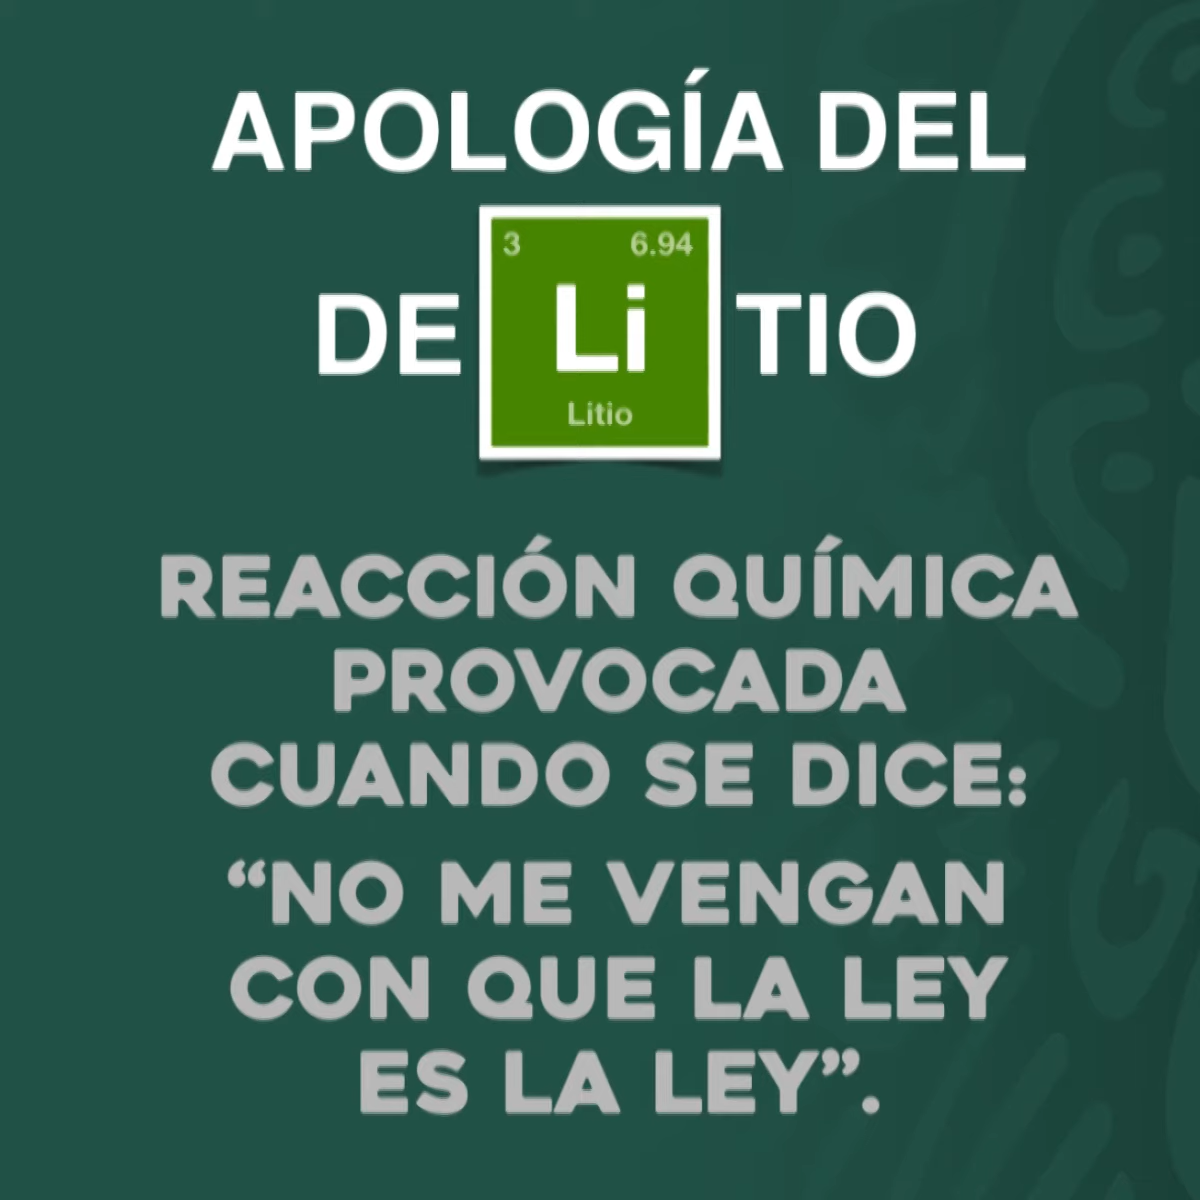 APOLOGÍA DEL
3 6.94
DE Li TIO
Litio
REACCIÓN QUÍMICA
PROVOCADA
CUANDO SE DICE:
“NO ME VENGAN
CON QUE LA LEY
ES LA LEY”.